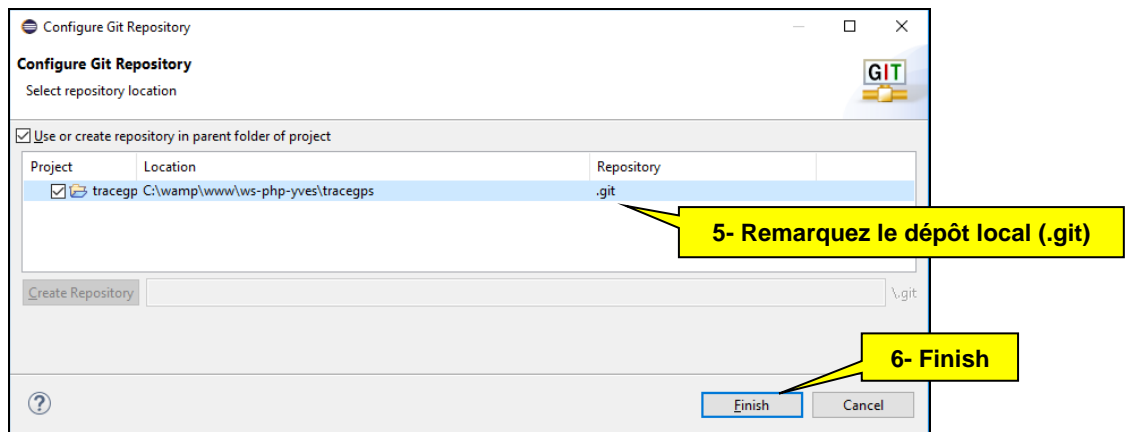 Configure Git Repository
Configure Git Repository
GIT
Select repository location
Use or create repository in parent folder of project
Project Location Repository
tracegp C:\wamp\www\ws-php-yves\tracegps .git
5- Remarquez le dépôt local (.git)
Create Repository \.git
6- Finish
? Finish Cancel